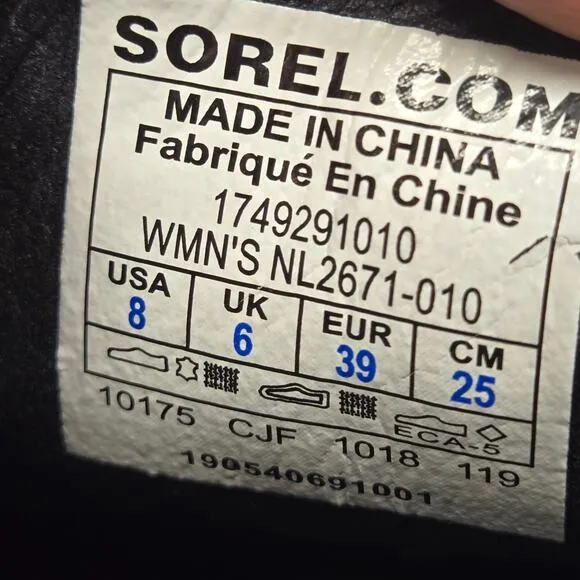 SOREL.COM
MADE IN CHINA
Fabriqué En Chine
1749291010
WMN'S NL2671-010
USA UK EUR CM
8 6 39 25
ECA-5
10175 CJF 1018 119
190540691001